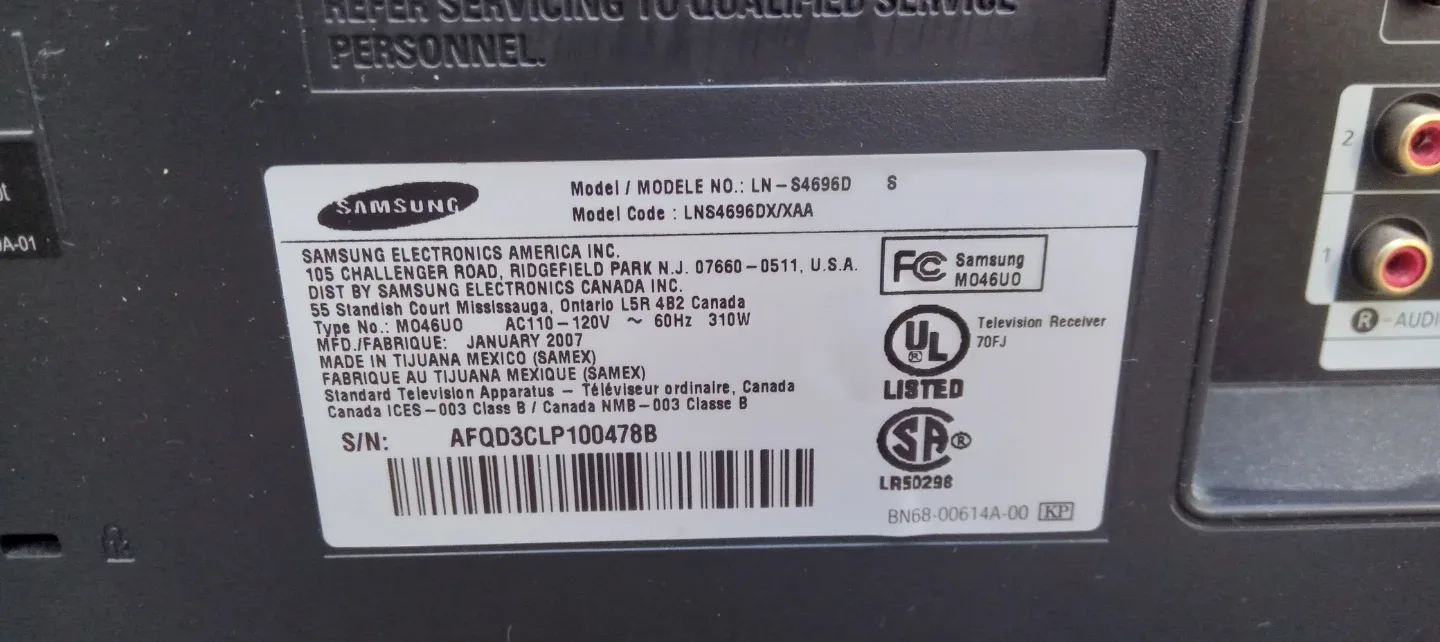 REFER SERVICING TO QUALIFIED SERVICE
PERSONNEL.
SAMSUNG
Model / MODELE NO.: LN-S4696D S
Model Code : LNS4696DX/XAA
SAMSUNG ELECTRONICS AMERICA INC.
105 CHALLENGER ROAD, RIDGEFIELD PARK N.J. 07660-0511, U.S.A.
DIST BY SAMSUNG ELECTRONICS CANADA INC.
55 Standish Court Mississauga, Ontario L5R 4B2 Canada
Type No.: MO46UO AC110-120V ~ 60Hz 310W
MFD./FABRIQUE: JANUARY 2007
MADE IN TIJUANA MEXICO (SAMEX)
FABRIQUE AU TIJUANA MEXIQUE (SAMEX)
Standard Television Apparatus - Téléviseur ordinaire, Canada
Canada ICES-003 Class B / Canada NMB-003 Classe B
S/N: AFQD3CLP100478B
FC Samsung
MO46UO
UL ® Television Receiver
70FJ
LISTED
SA ®
LR50298
BN68-00614A-00 KP
A-01
2
1
R-AUDI